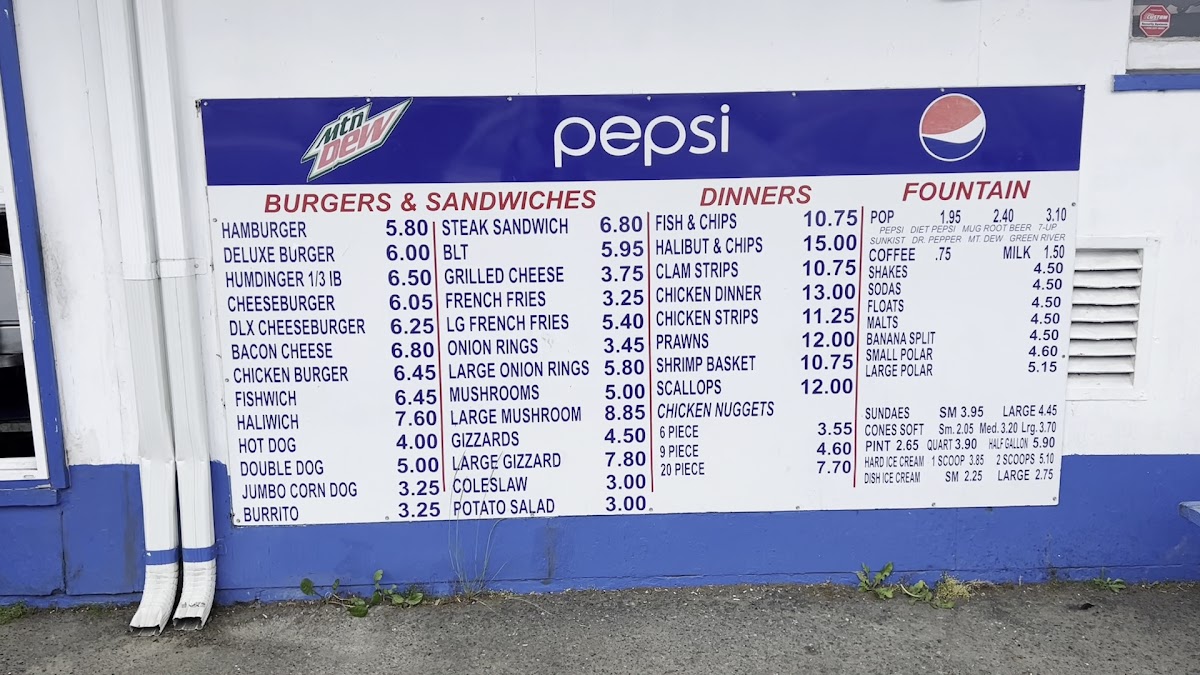 Mtn DEW
pepsi
BURGERS & SANDWICHES
HAMBURGER 5.80
DELUXE BURGER 6.00
HUMDINGER 1/3 IB 6.50
CHEESEBURGER 6.05
DLX CHEESEBURGER 6.25
BACON CHEESE 6.80
CHICKEN BURGER 6.45
FISHWICH 6.45
HALIWICH 7.60
HOT DOG 4.00
DOUBLE DOG 5.00
JUMBO CORN DOG 3.25
BURRITO 3.25
STEAK SANDWICH 6.80
BLT 5.95
GRILLED CHEESE 3.75
FRENCH FRIES 3.25
LG FRENCH FRIES 5.40
ONION RINGS 3.45
LARGE ONION RINGS 5.80
MUSHROOMS 5.00
LARGE MUSHROOM 8.85
GIZZARDS 4.50
LARGE GIZZARD 7.80
COLESLAW 3.00
POTATO SALAD 3.00
DINNERS
FISH & CHIPS 10.75
HALIBUT & CHIPS 15.00
CLAM STRIPS 10.75
CHICKEN DINNER 13.00
CHICKEN STRIPS 11.25
PRAWNS 12.00
SHRIMP BASKET 10.75
SCALLOPS 12.00
CHICKEN NUGGETS
6 PIECE 3.55
9 PIECE 4.60
20 PIECE 7.70
FOUNTAIN
POP 1.95 2.40 3.10
PEPSI DIET PEPSI MUG ROOT BEER 7-UP
SUNKIST DR. PEPPER MT. DEW GREEN RIVER
COFFEE .75 MILK 1.50
SHAKES 4.50
SODAS 4.50
FLOATS 4.50
MALTS 4.50
BANANA SPLIT 4.50
SMALL POLAR 4.60
LARGE POLAR 5.15
SUNDAES SM 3.95 LARGE 4.45
CONES SOFT Sm. 2.05 Med. 3.20 Lrg. 3.70
PINT 2.65 QUART 3.90 HALF GALLON 5.90
HARD ICE CREAM 1 SCOOP 3.85 2 SCOOPS 5.10
DISH ICE CREAM SM 2.25 LARGE 2.75